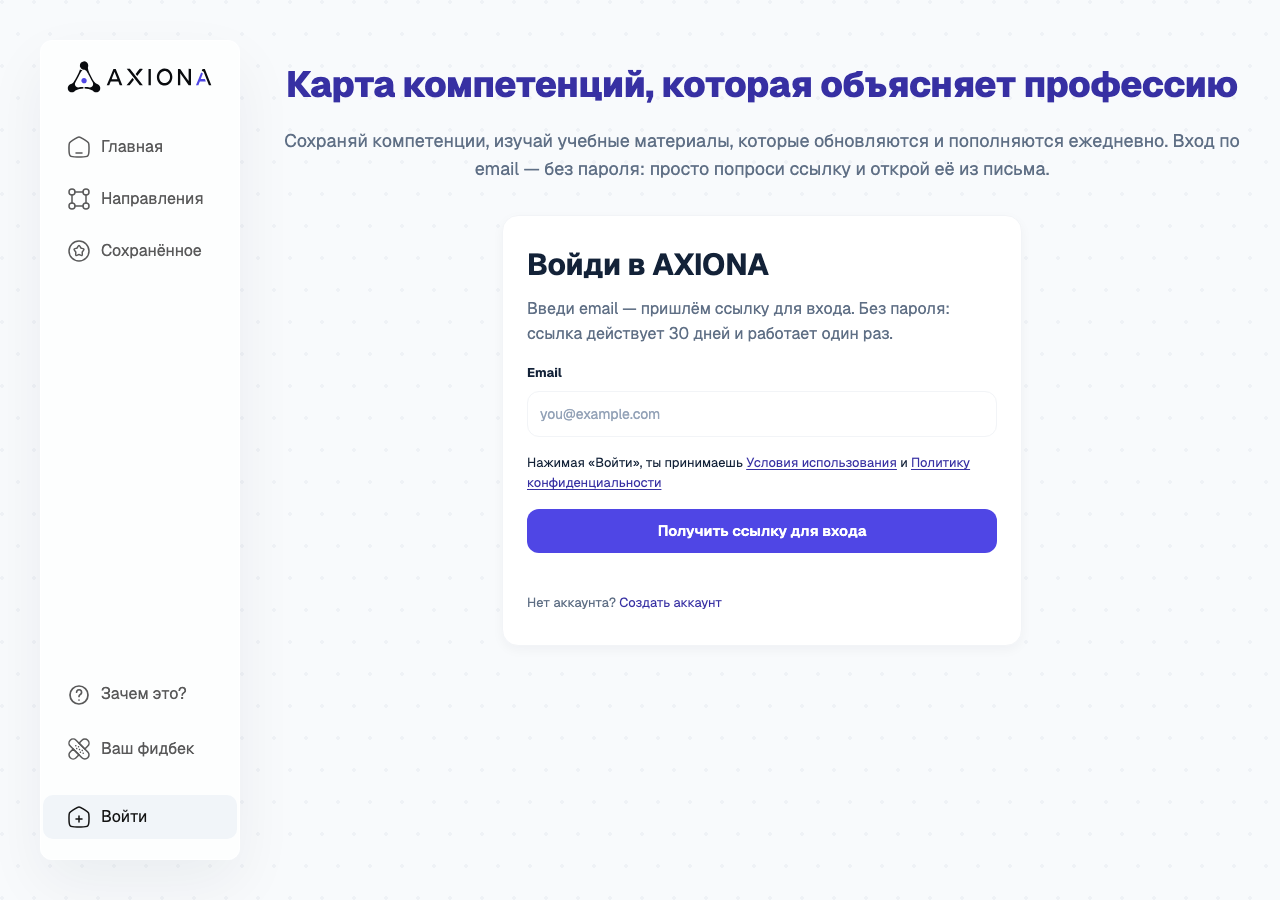 AXIONA
Главная
Направления
Сохранённое
Зачем это?
Ваш фидбек
Войти
Карта компетенций, которая объясняет профессию
Сохраняй компетенции, изучай учебные материалы, которые обновляются и пополняются ежедневно. Вход по
email — без пароля: просто попроси ссылку и открой её из письма.
Войди в AXIONA
Введи email — пришлём ссылку для входа. Без пароля:
ссылка действует 30 дней и работает один раз.
Email
you@example.com
Нажимая «Войти», ты принимаешь Условия использования и Политику
конфиденциальности
Получить ссылку для входа
Нет аккаунта? Создать аккаунт